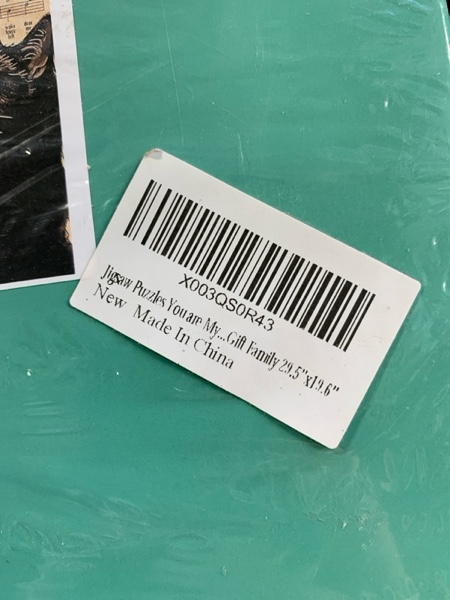 X003QS0R43
Jigsaw Puzzles You are My...Gift Family 29.5"x19.6"
New Made In China